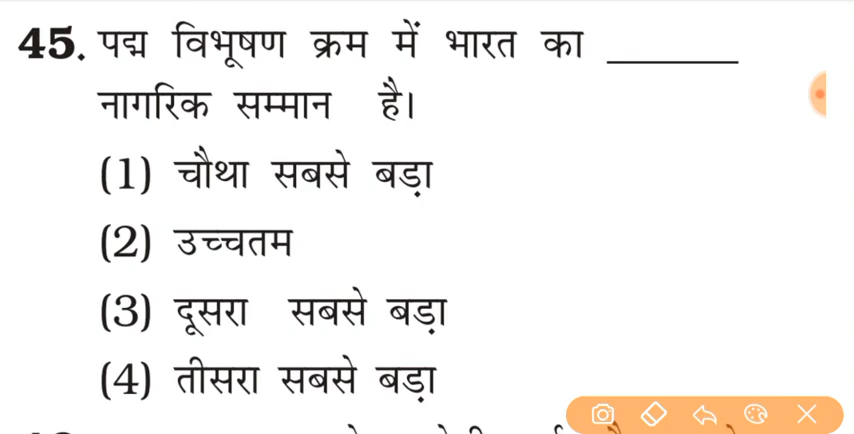 45. पद्म विभूषण क्रम में भारत का ________
नागरिक सम्मान है।
(1) चौथा सबसे बड़ा
(2) उच्चतम
(3) दूसरा सबसे बड़ा
(4) तीसरा सबसे बड़ा